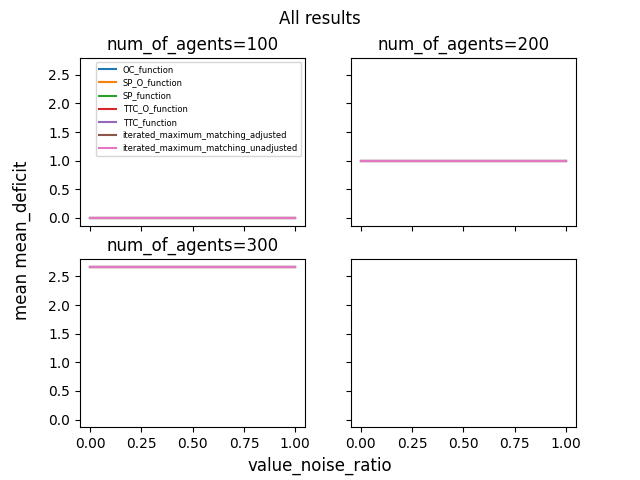 All results
num_of_agents=100
num_of_agents=200
2.5
2.0
1.5
1.0
0.5
0.0
OC_function
SP_O_function
SP_function
TTC_O_function
TTC_function
iterated_maximum_matching_adjusted
iterated_maximum_matching_unadjusted
mean mean_deficit
num_of_agents=300
2.5
2.0
1.5
1.0
0.5
0.0
0.00 0.25 0.50 0.75 1.00
0.00 0.25 0.50 0.75 1.00
value_noise_ratio